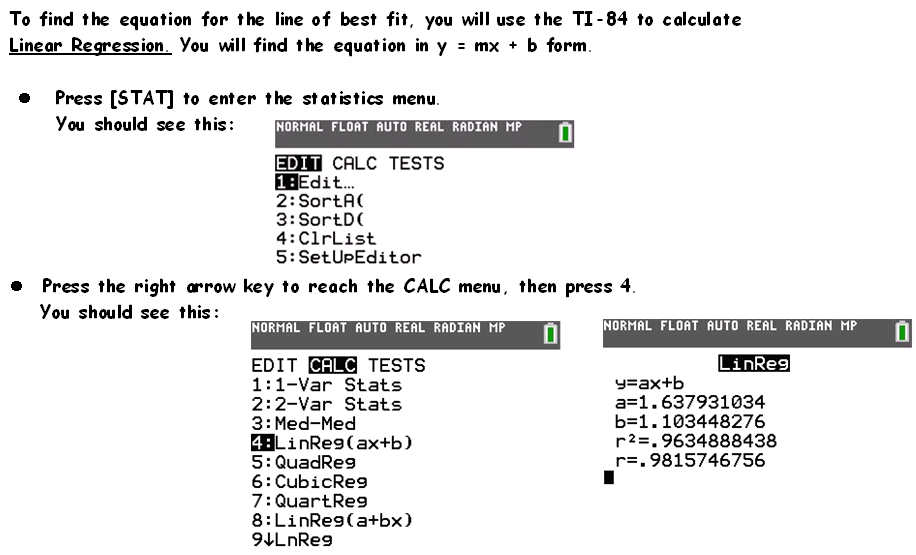 To find the equation for the line of best fit, you will use the TI-84 to calculate
Linear Regression. You will find the equation in y = mx + b form.
● Press [STAT] to enter the statistics menu.
You should see this:
NORMAL FLOAT AUTO REAL RADIAN MP
EDIT CALC TESTS
1:Edit…
2:SortA(
3:SortD(
4:ClrList
5:SetUpEditor
● Press the right arrow key to reach the CALC menu, then press 4.
You should see this:
NORMAL FLOAT AUTO REAL RADIAN MP
EDIT CALC TESTS
1:1-Var Stats
2:2-Var Stats
3:Med-Med
4:LinReg(ax+b)
5:QuadReg
6:CubicReg
7:QuartReg
8:LinReg(a+bx)
9↓LnReg
NORMAL FLOAT AUTO REAL RADIAN MP
LinReg
y=ax+b
a=1.637931034
b=1.103448276
r²=.9634888438
r=.9815746756